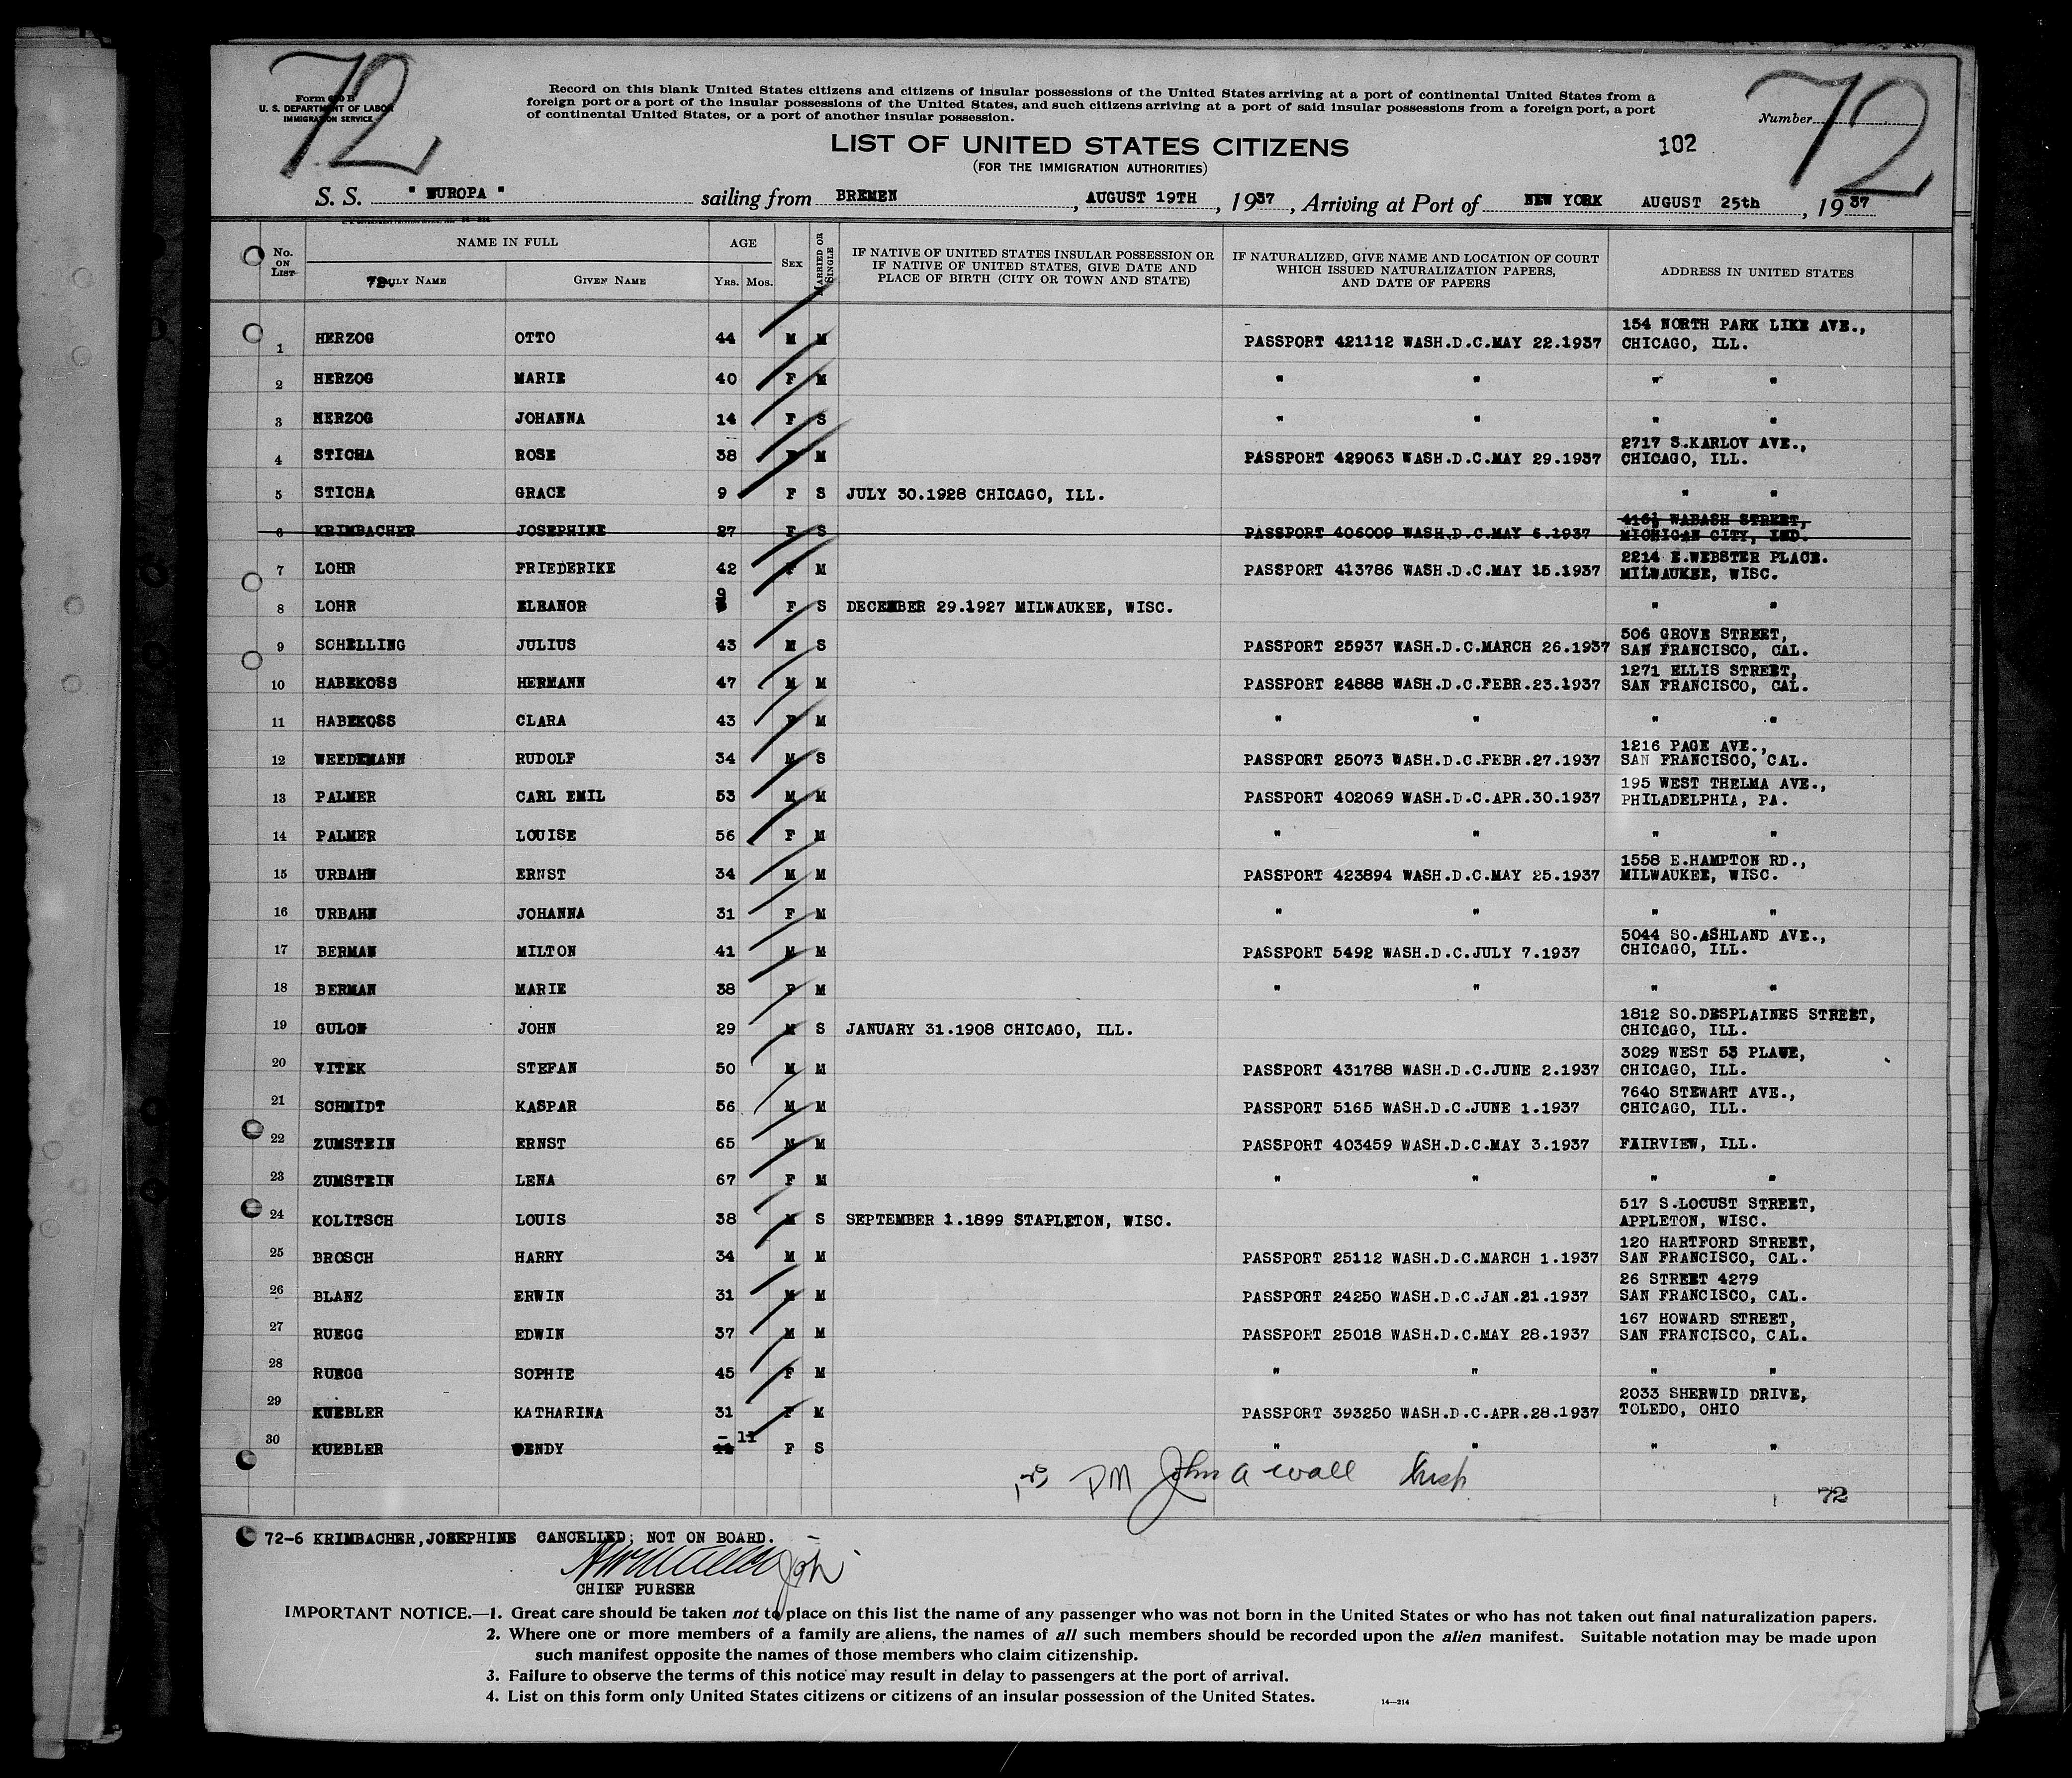 72
72
Form 630 B
U. S. DEPARTMENT OF LABOR
IMMIGRATION SERVICE
Record on this blank United States citizens and citizens of insular possessions of the United States arriving at a port of continental United States from a
foreign port or a port of the insular possessions of the United States, and such citizens arriving at a port of said insular possessions from a foreign port, a port
of continental United States, or a port of another insular possession.
Number
LIST OF UNITED STATES CITIZENS
102
(FOR THE IMMIGRATION AUTHORITIES)
S. S. " EUROPA " sailing from BREMEN, AUGUST 19TH, 1937, Arriving at Port of NEW YORK AUGUST 25th, 1937
No. ON LIST NAME IN FULL AGE SEX MARRIED OR SINGLE IF NATIVE OF UNITED STATES INSULAR POSSESSION OR IF NATIVE OF UNITED STATES, GIVE DATE AND PLACE OF BIRTH (CITY OR TOWN AND STATE) IF NATURALIZED, GIVE NAME AND LOCATION OF COURT WHICH ISSUED NATURALIZATION PAPERS, AND DATE OF PAPERS ADDRESS IN UNITED STATES
72. FAMILY NAME GIVEN NAME YRS. MOS.
1 HERZOG OTTO 44 M M PASSPORT 421112 WASH.D.C.MAY 22.1937 154 NORTH PARK LIKE AVE., CHICAGO, ILL.
2 HERZOG MARIE 40 F M " " " "
3 HERZOG JOHANNA 14 F S " " " "
4 STICHA ROSE 38 F M PASSPORT 429063 WASH.D.C.MAY 29.1937 2717 S.KARLOV AVE., CHICAGO, ILL.
5 STICHA GRACE 9 F S JULY 30.1928 CHICAGO, ILL. " "
6 KRIMBACHER JOSEPHINE 27 F S PASSPORT 406009 WASH.D.C.MAY 6.1937 416½ WABASH STREET, MICHIGAN CITY, IND.
7 LOHR FRIEDERIKE 42 F M PASSPORT 413786 WASH.D.C.MAY 15.1937 2214 E.WEBSTER PLACE. MILWAUKEE, WISC.
8 LOHR ELEANOR 9 F S DECEMBER 29.1927 MILWAUKEE, WISC. " "
9 SCHELLING JULIUS 43 M S PASSPORT 25937 WASH.D.C.MARCH 26.1937 506 GROVE STREET, SAN FRANCISCO, CAL.
10 HABEKOSS HERMANN 47 M M PASSPORT 24888 WASH.D.C.FEBR.23.1937 1271 ELLIS STREET, SAN FRANCISCO, CAL.
11 HABEKOSS CLARA 43 F M " " " "
12 WEEDEMANN RUDOLF 34 M S PASSPORT 25073 WASH.D.C.FEBR.27.1937 1216 PAGE AVE., SAN FRANCISCO, CAL.
13 PALMER CARL EMIL 53 M M PASSPORT 402069 WASH.D.C.APR.30.1937 195 WEST THELMA AVE., PHILADELPHIA, PA.
14 PALMER LOUISE 56 F M " " " "
15 URBAHN ERNST 34 M M PASSPORT 423894 WASH.D.C.MAY 25.1937 1558 E.HAMPTON RD., MILWAUKEE, WISC.
16 URBAHN JOHANNA 31 F M " " " "
17 BERMAN MILTON 41 M M PASSPORT 5492 WASH.D.C.JULY 7.1937 5044 SO.ASHLAND AVE., CHICAGO, ILL.
18 BERMAN MARIE 38 F M " " " "
19 GULON JOHN 29 M S JANUARY 31.1908 CHICAGO, ILL. 1812 SO.DESPLAINES STREET, CHICAGO, ILL.
20 VITEK STEFAN 50 M M PASSPORT 431788 WASH.D.C.JUNE 2.1937 3029 WEST 53 PLACE, CHICAGO, ILL.
21 SCHMIDT KASPAR 56 M M PASSPORT 5165 WASH.D.C.JUNE 1.1937 7640 STEWART AVE., CHICAGO, ILL.
22 ZUMSTEIN ERNST 65 M M PASSPORT 403459 WASH.D.C.MAY 3.1937 FAIRVIEW, ILL.
23 ZUMSTEIN LENA 67 F M " " " "
24 KOLITSCH LOUIS 38 M S SEPTEMBER 1.1899 STAPLETON, WISC. 517 S.LOCUST STREET, APPLETON, WISC.
25 BROSCH HARRY 34 M M PASSPORT 25112 WASH.D.C.MARCH 1.1937 120 HARTFORD STREET, SAN FRANCISCO, CAL.
26 BLANZ ERWIN 31 M M PASSPORT 24250 WASH.D.C.JAN.21.1937 26 STREET 4279 SAN FRANCISCO, CAL.
27 RUEGG EDWIN 37 M M PASSPORT 25018 WASH.D.C.MAY 28.1937 167 HOWARD STREET, SAN FRANCISCO, CAL.
28 RUEGG SOPHIE 45 F M " " " "
29 KUEBLER KATHARINA 31 F M PASSPORT 393250 WASH.D.C.APR.28.1937 2033 SHERWID DRIVE, TOLEDO, OHIO
30 KUEBLER WENDY - 11 F S " " " "
PM John A Wall Insp
72
72-6 KRIMBACHER,JOSEPHINE CANCELLED; NOT ON BOARD.
CHIEF PURSER
IMPORTANT NOTICE.—1. Great care should be taken not to place on this list the name of any passenger who was not born in the United States or who has not taken out final naturalization papers.
2. Where one or more members of a family are aliens, the names of all such members should be recorded upon the alien manifest. Suitable notation may be made upon
such manifest opposite the names of those members who claim citizenship.
3. Failure to observe the terms of this notice may result in delay to passengers at the port of arrival.
4. List on this form only United States citizens or citizens of an insular possession of the United States.
14—214